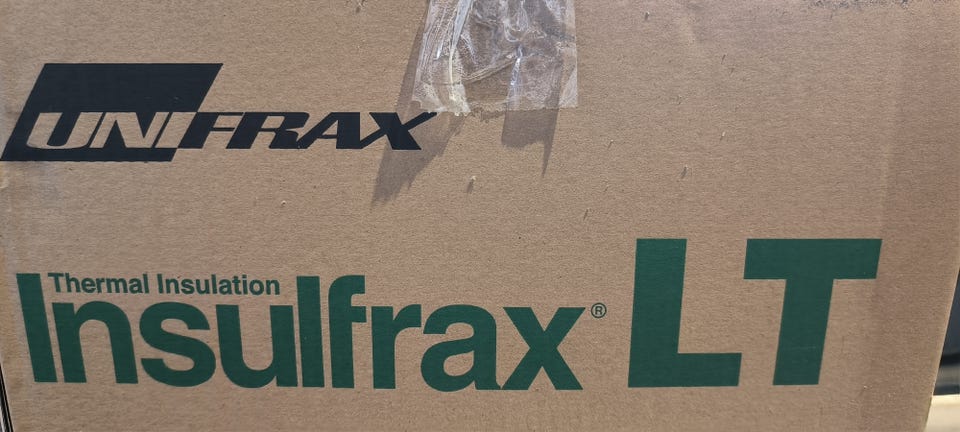 UNIFRAX
Thermal Insulation
Insulfrax® LT